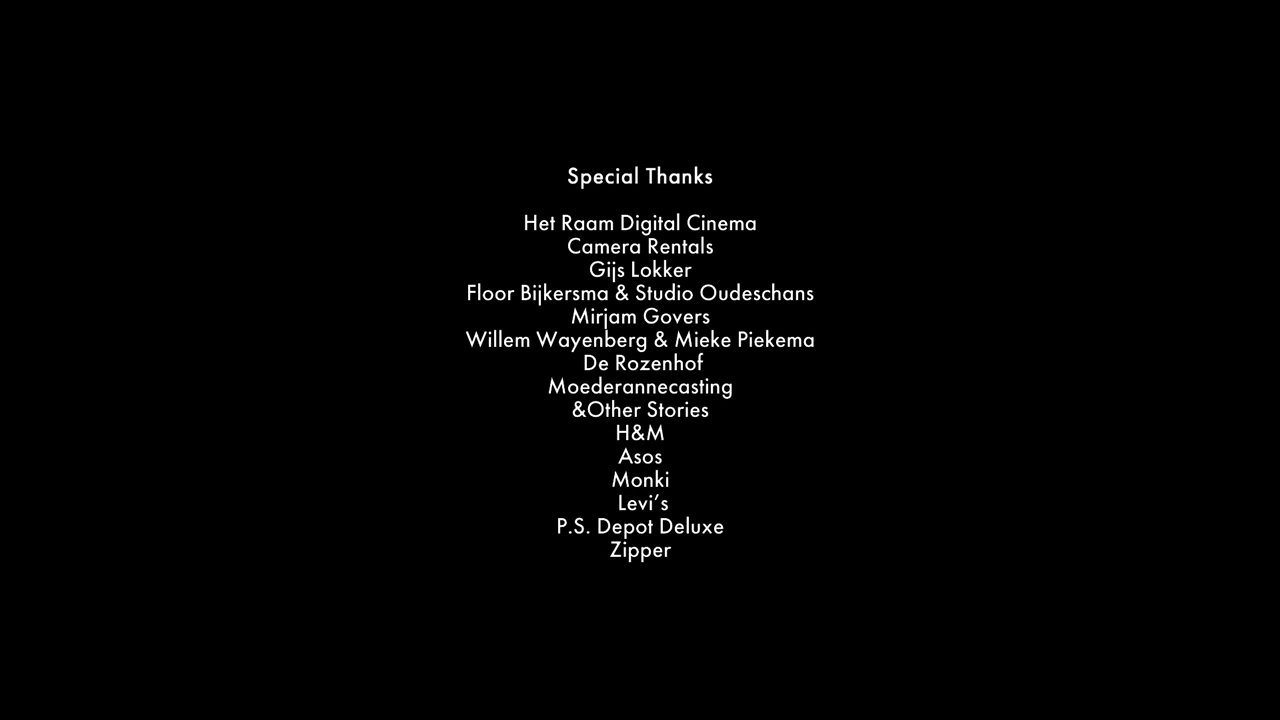 Special Thanks
Het Raam Digital Cinema
Camera Rentals
Gijs Lokker
Floor Bijkersma & Studio Oudeschans
Mirjam Govers
Willem Wayenberg & Mieke Piekema
De Rozenhof
Moederannecasting
&Other Stories
H&M
Asos
Monki
Levi’s
P.S. Depot Deluxe
Zipper